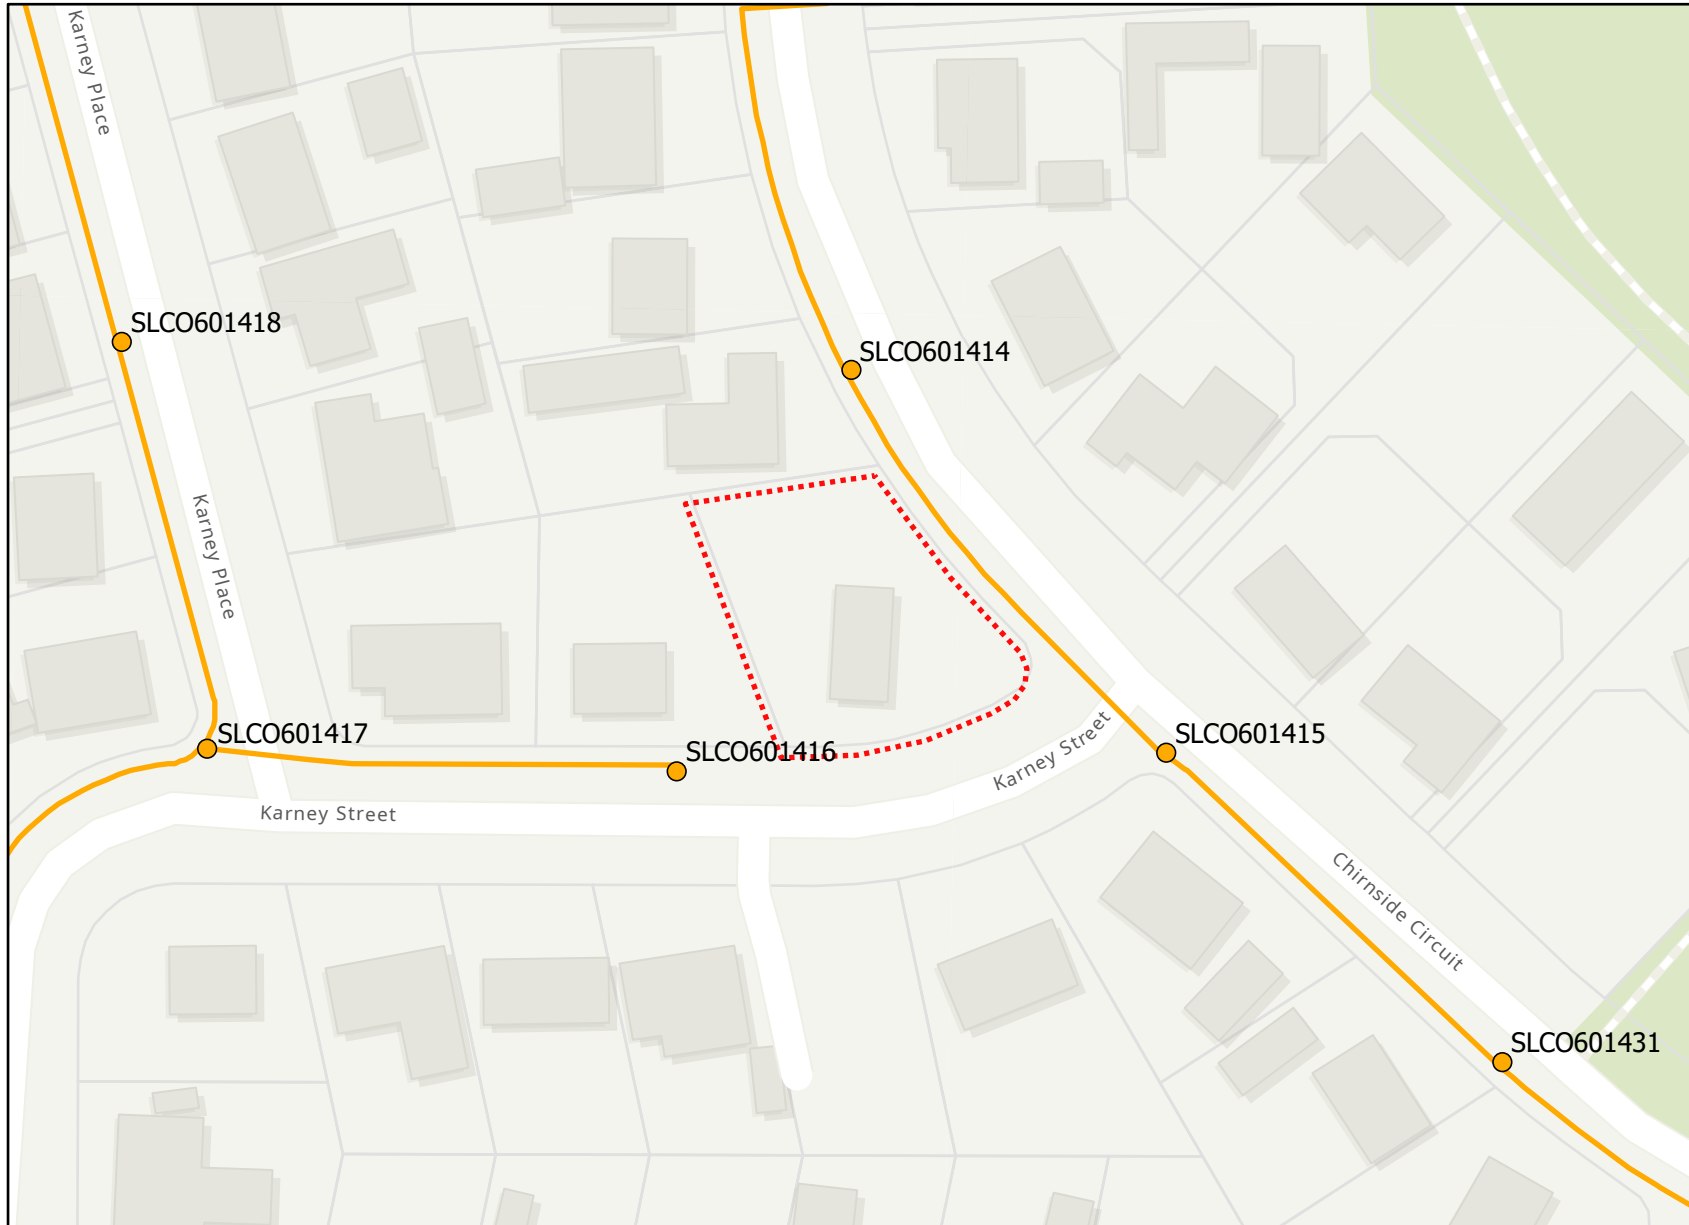 Karney Place
SLCO601418
SLCO601414
Karney Place
SLCO601417
SLCO601416
SLCO601415
Karney Street
Karney Street
Chirnside Circuit
SLCO601431